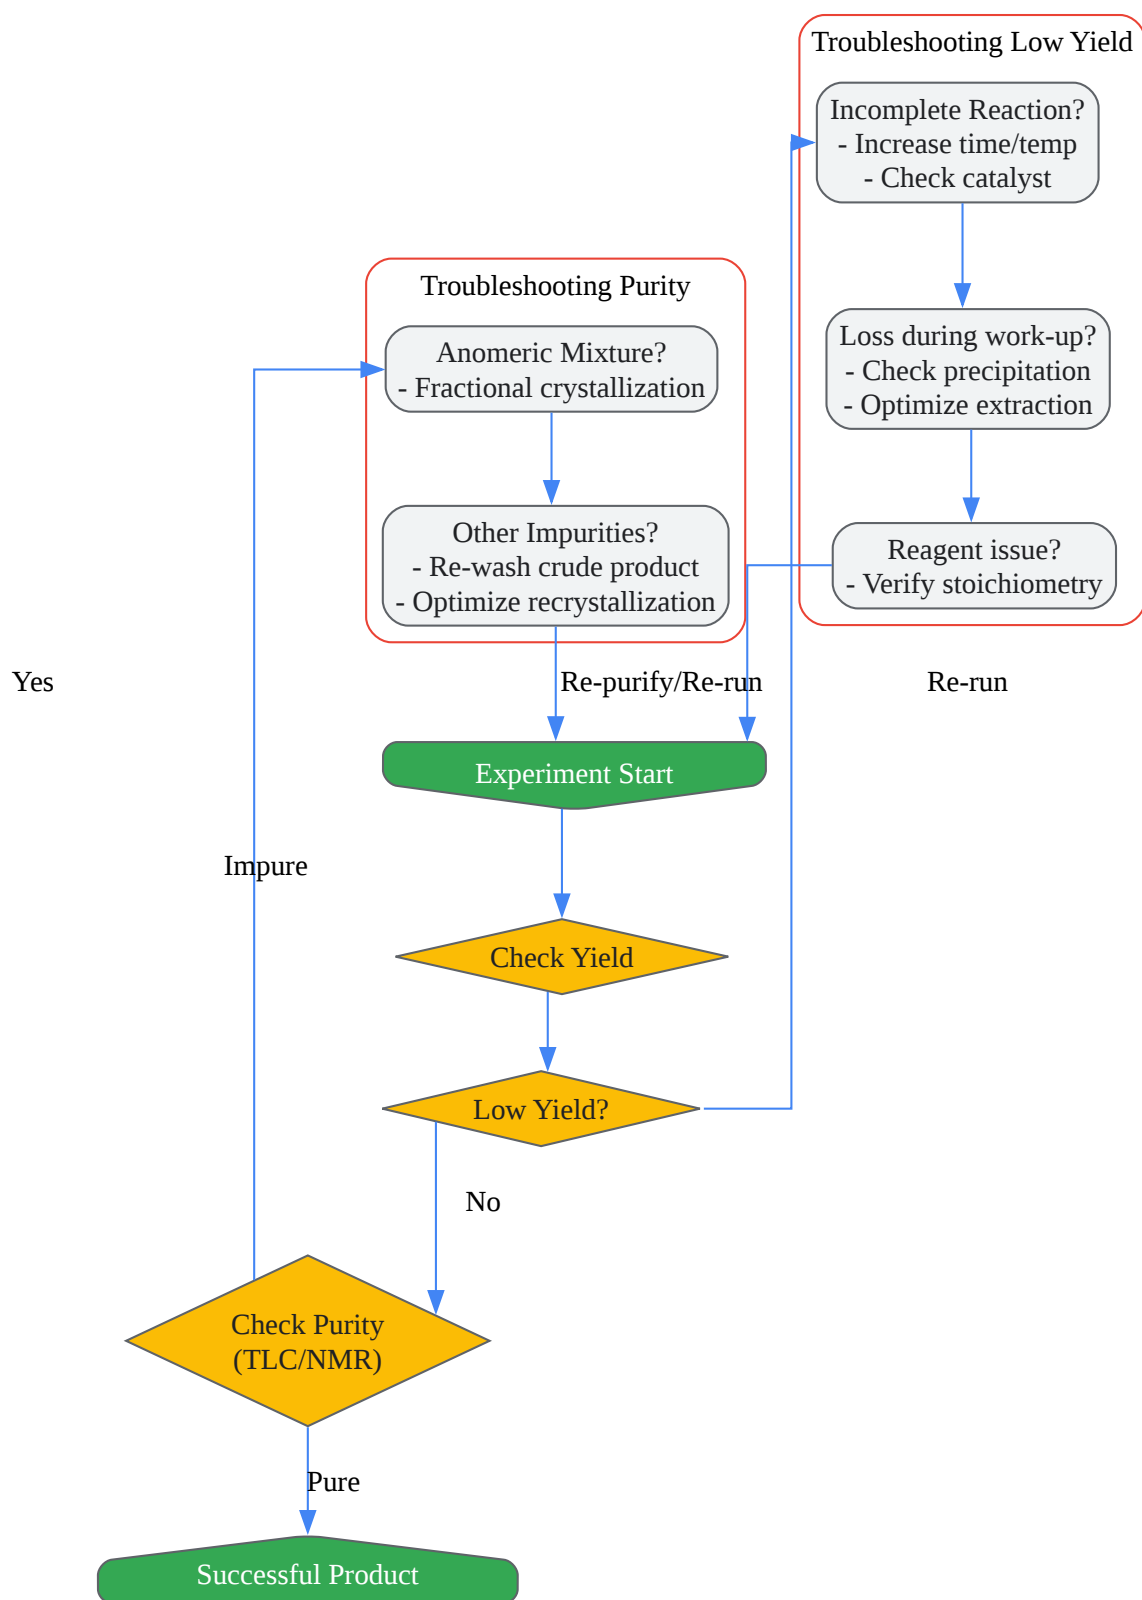 Troubleshooting Low Yield
Incomplete Reaction?
- Increase time/temp
- Check catalyst
Loss during work-up?
- Check precipitation
- Optimize extraction
Reagent issue?
- Verify stoichiometry
Troubleshooting Purity
Anomeric Mixture?
- Fractional crystallization
Other Impurities?
- Re-wash crude product
- Optimize recrystallization
Yes
Re-purify/Re-run
Re-run
Experiment Start
Impure
Check Yield
Low Yield?
No
Check Purity
(TLC/NMR)
Pure
Successful Product